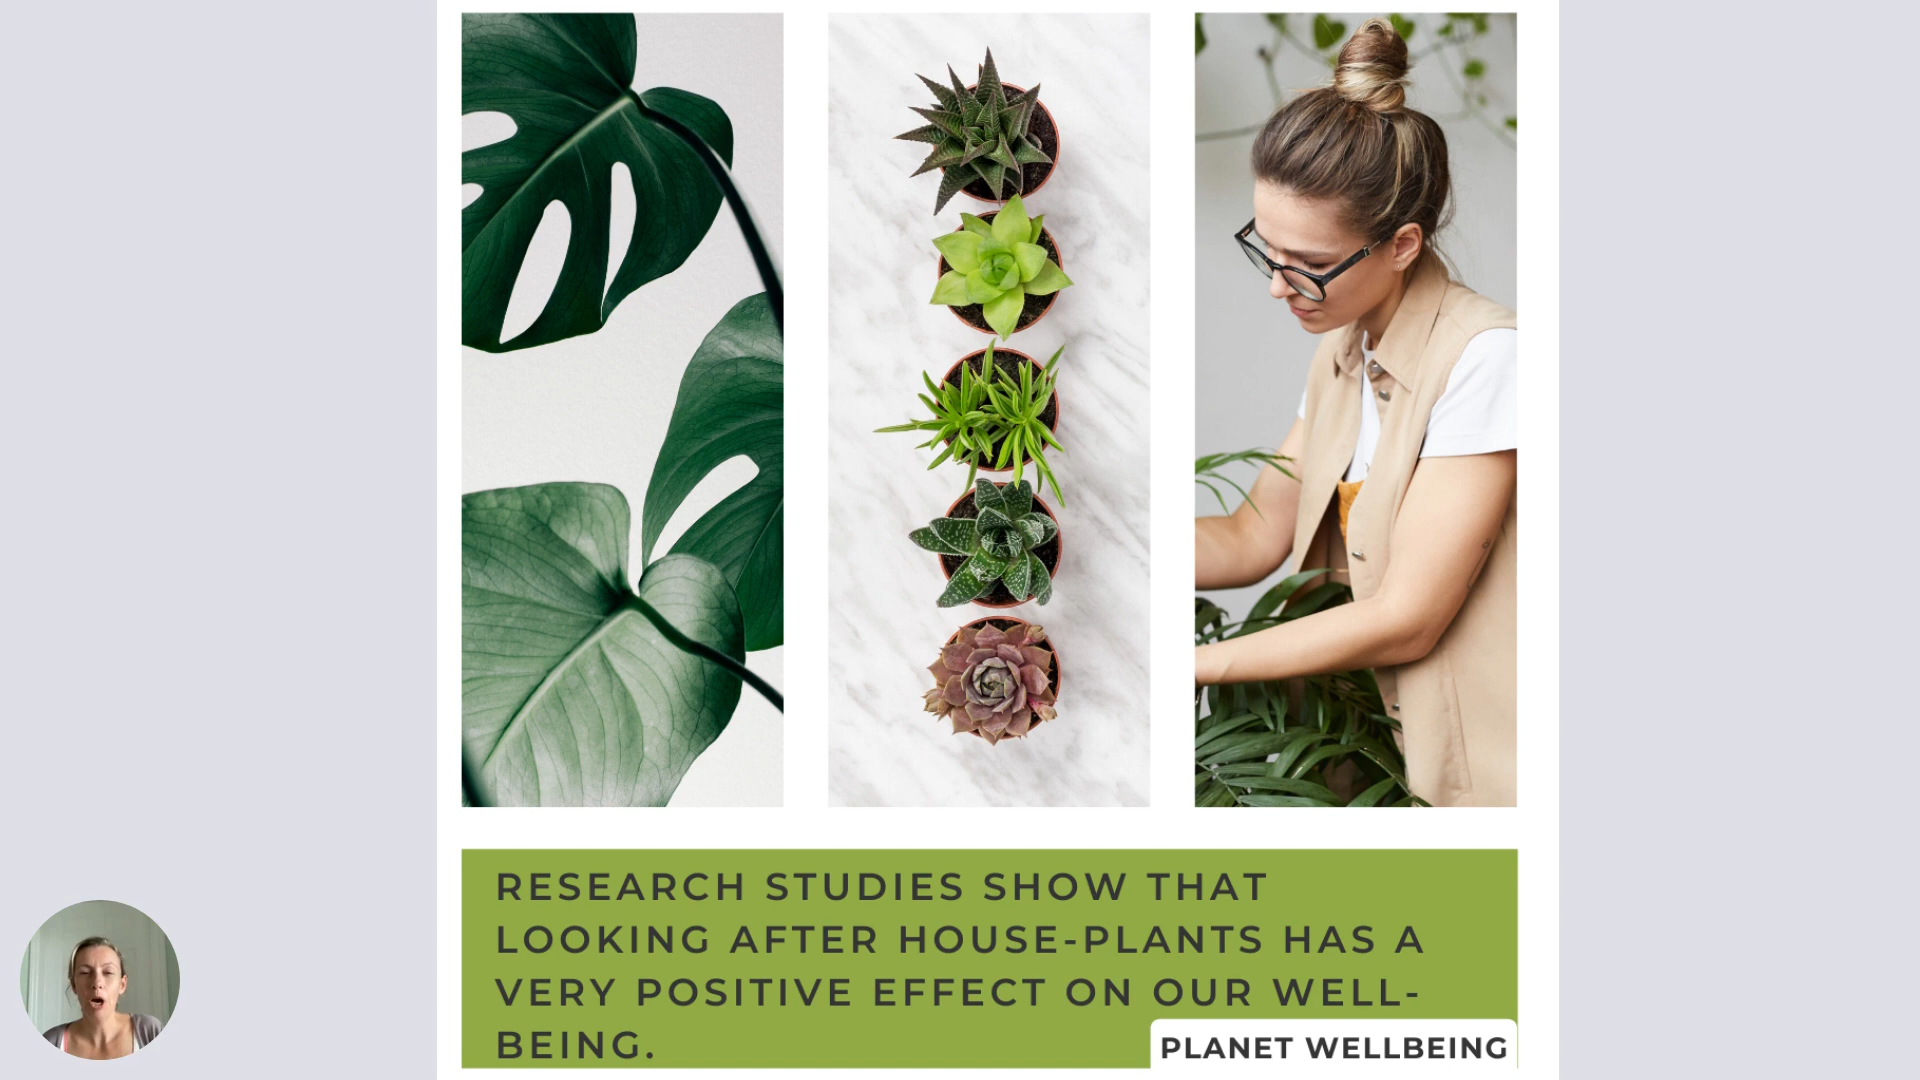 RESEARCH STUDIES SHOW THAT
LOOKING AFTER HOUSE-PLANTS HAS A
VERY POSITIVE EFFECT ON OUR WELL-
BEING.
PLANET WELLBEING